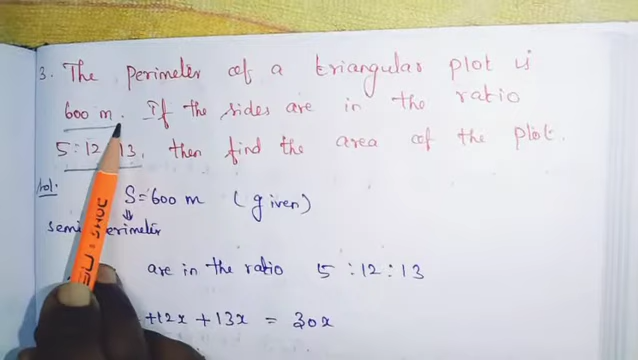 3. The perimeter of a triangular plot is
600 m. If the sides are in the ratio
5:12:13, then find the area of the plot.
Sol:
S = 600 m (given)
semi perimeter
are in the ratio 5:12:13
+12x + 13x = 30x